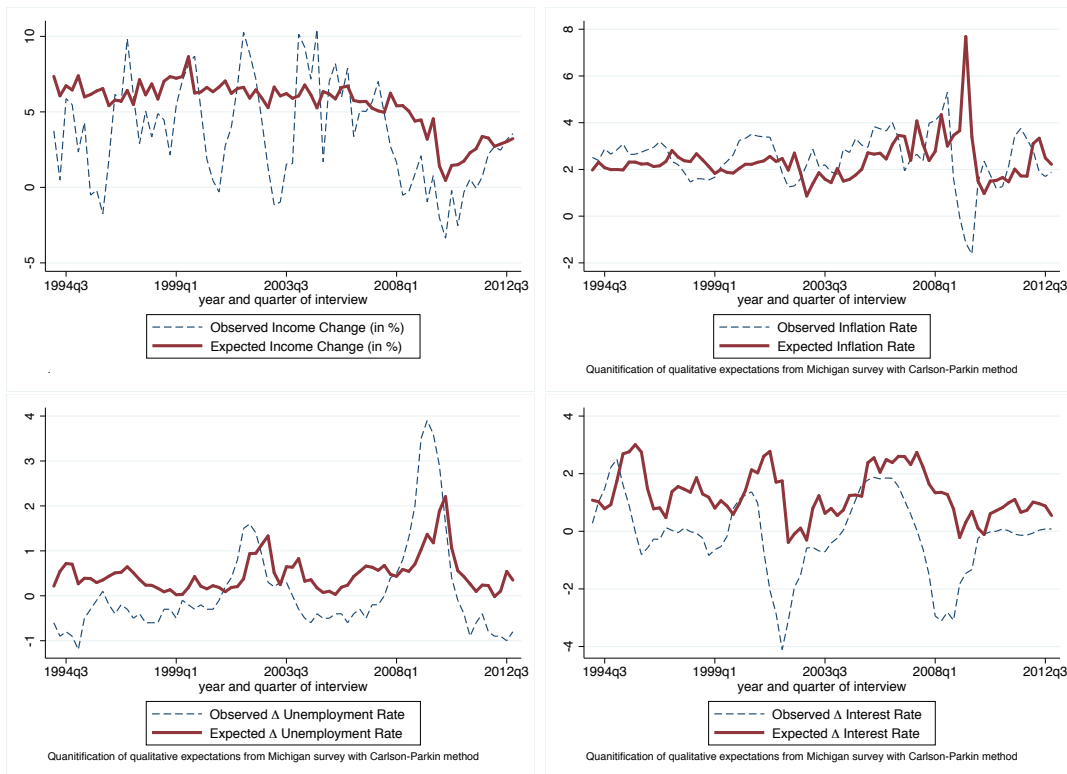 10
5
0
-5
1994q3 1999q1 2003q3 2008q1 2012q3
year and quarter of interview
Observed Income Change (in %)
Expected Income Change (in %)
.
8
6
4
2
0
-2
1994q3 1999q1 2003q3 2008q1 2012q3
year and quarter of interview
Observed Inflation Rate
Expected Inflation Rate
Quanitification of qualitative expectations from Michigan survey with Carlson-Parkin method
4
3
2
1
0
-1
1994q3 1999q1 2003q3 2008q1 2012q3
year and quarter of interview
Observed Δ Unemployment Rate
Expected Δ Unemployment Rate
Quanitification of qualitative expectations from Michigan survey with Carlson-Parkin method
4
2
0
-2
-4
1994q3 1999q1 2003q3 2008q1 2012q3
year and quarter of interview
Observed Δ Interest Rate
Expected Δ Interest Rate
Quanitification of qualitative expectations from Michigan survey with Carlson-Parkin method